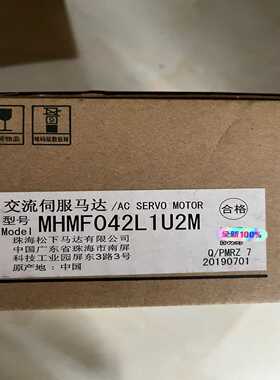 交流伺服马达/AC SERVO MOTOR
合格
型号
Model MHMF042L1U2M
珠海松下马达有限公司
中国广东省珠海市南屏
科技工业园屏东3路3号
原产地：中国
全新100%
Q/PMRZ 7
20190701